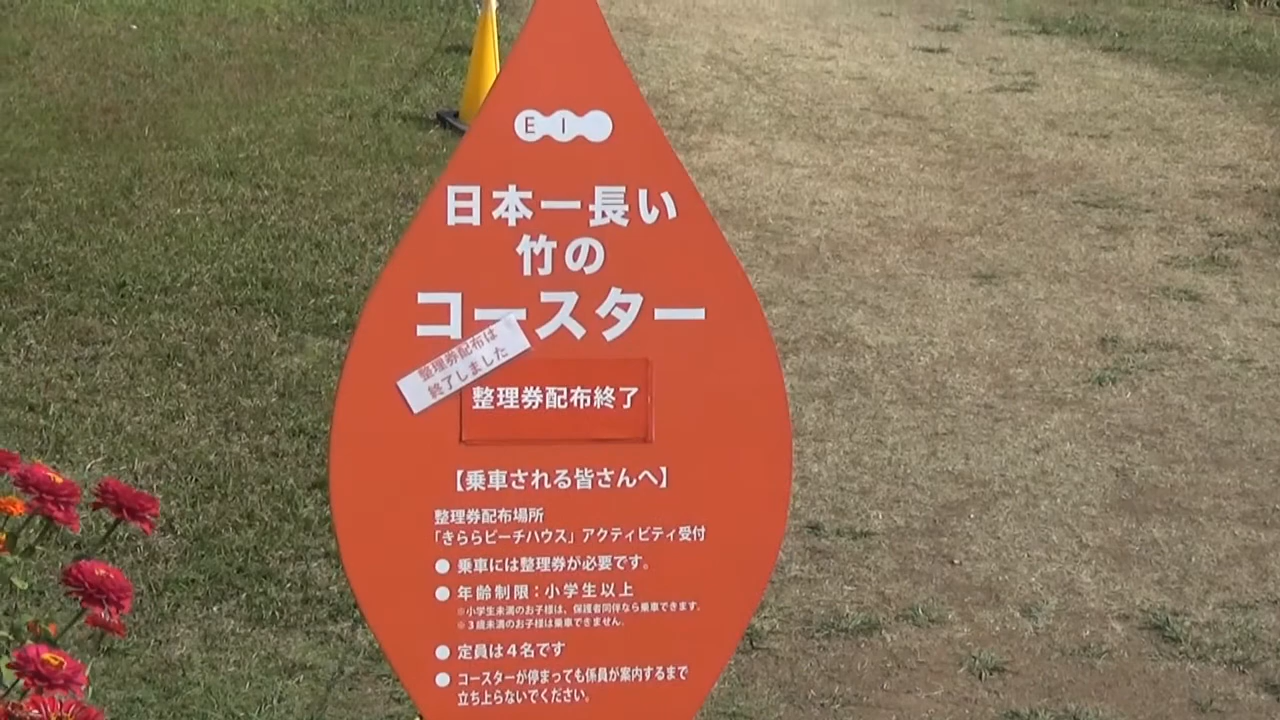 E I
日本一長い
竹の
コースター
整理券配布は
終了しました
整理券配布終了
【乗車される皆さんへ】
整理券配布場所
「きららビーチハウス」アクティビティ受付
● 乗車には整理券が必要です。
● 年齢制限：小学生以上
※小学生未満のお子様は、保護者同伴なら乗車できます。
※３歳未満のお子様は乗車できません。
● 定員は４名です
● コースターが停まっても係員が案内するまで
立ち上らないでください。